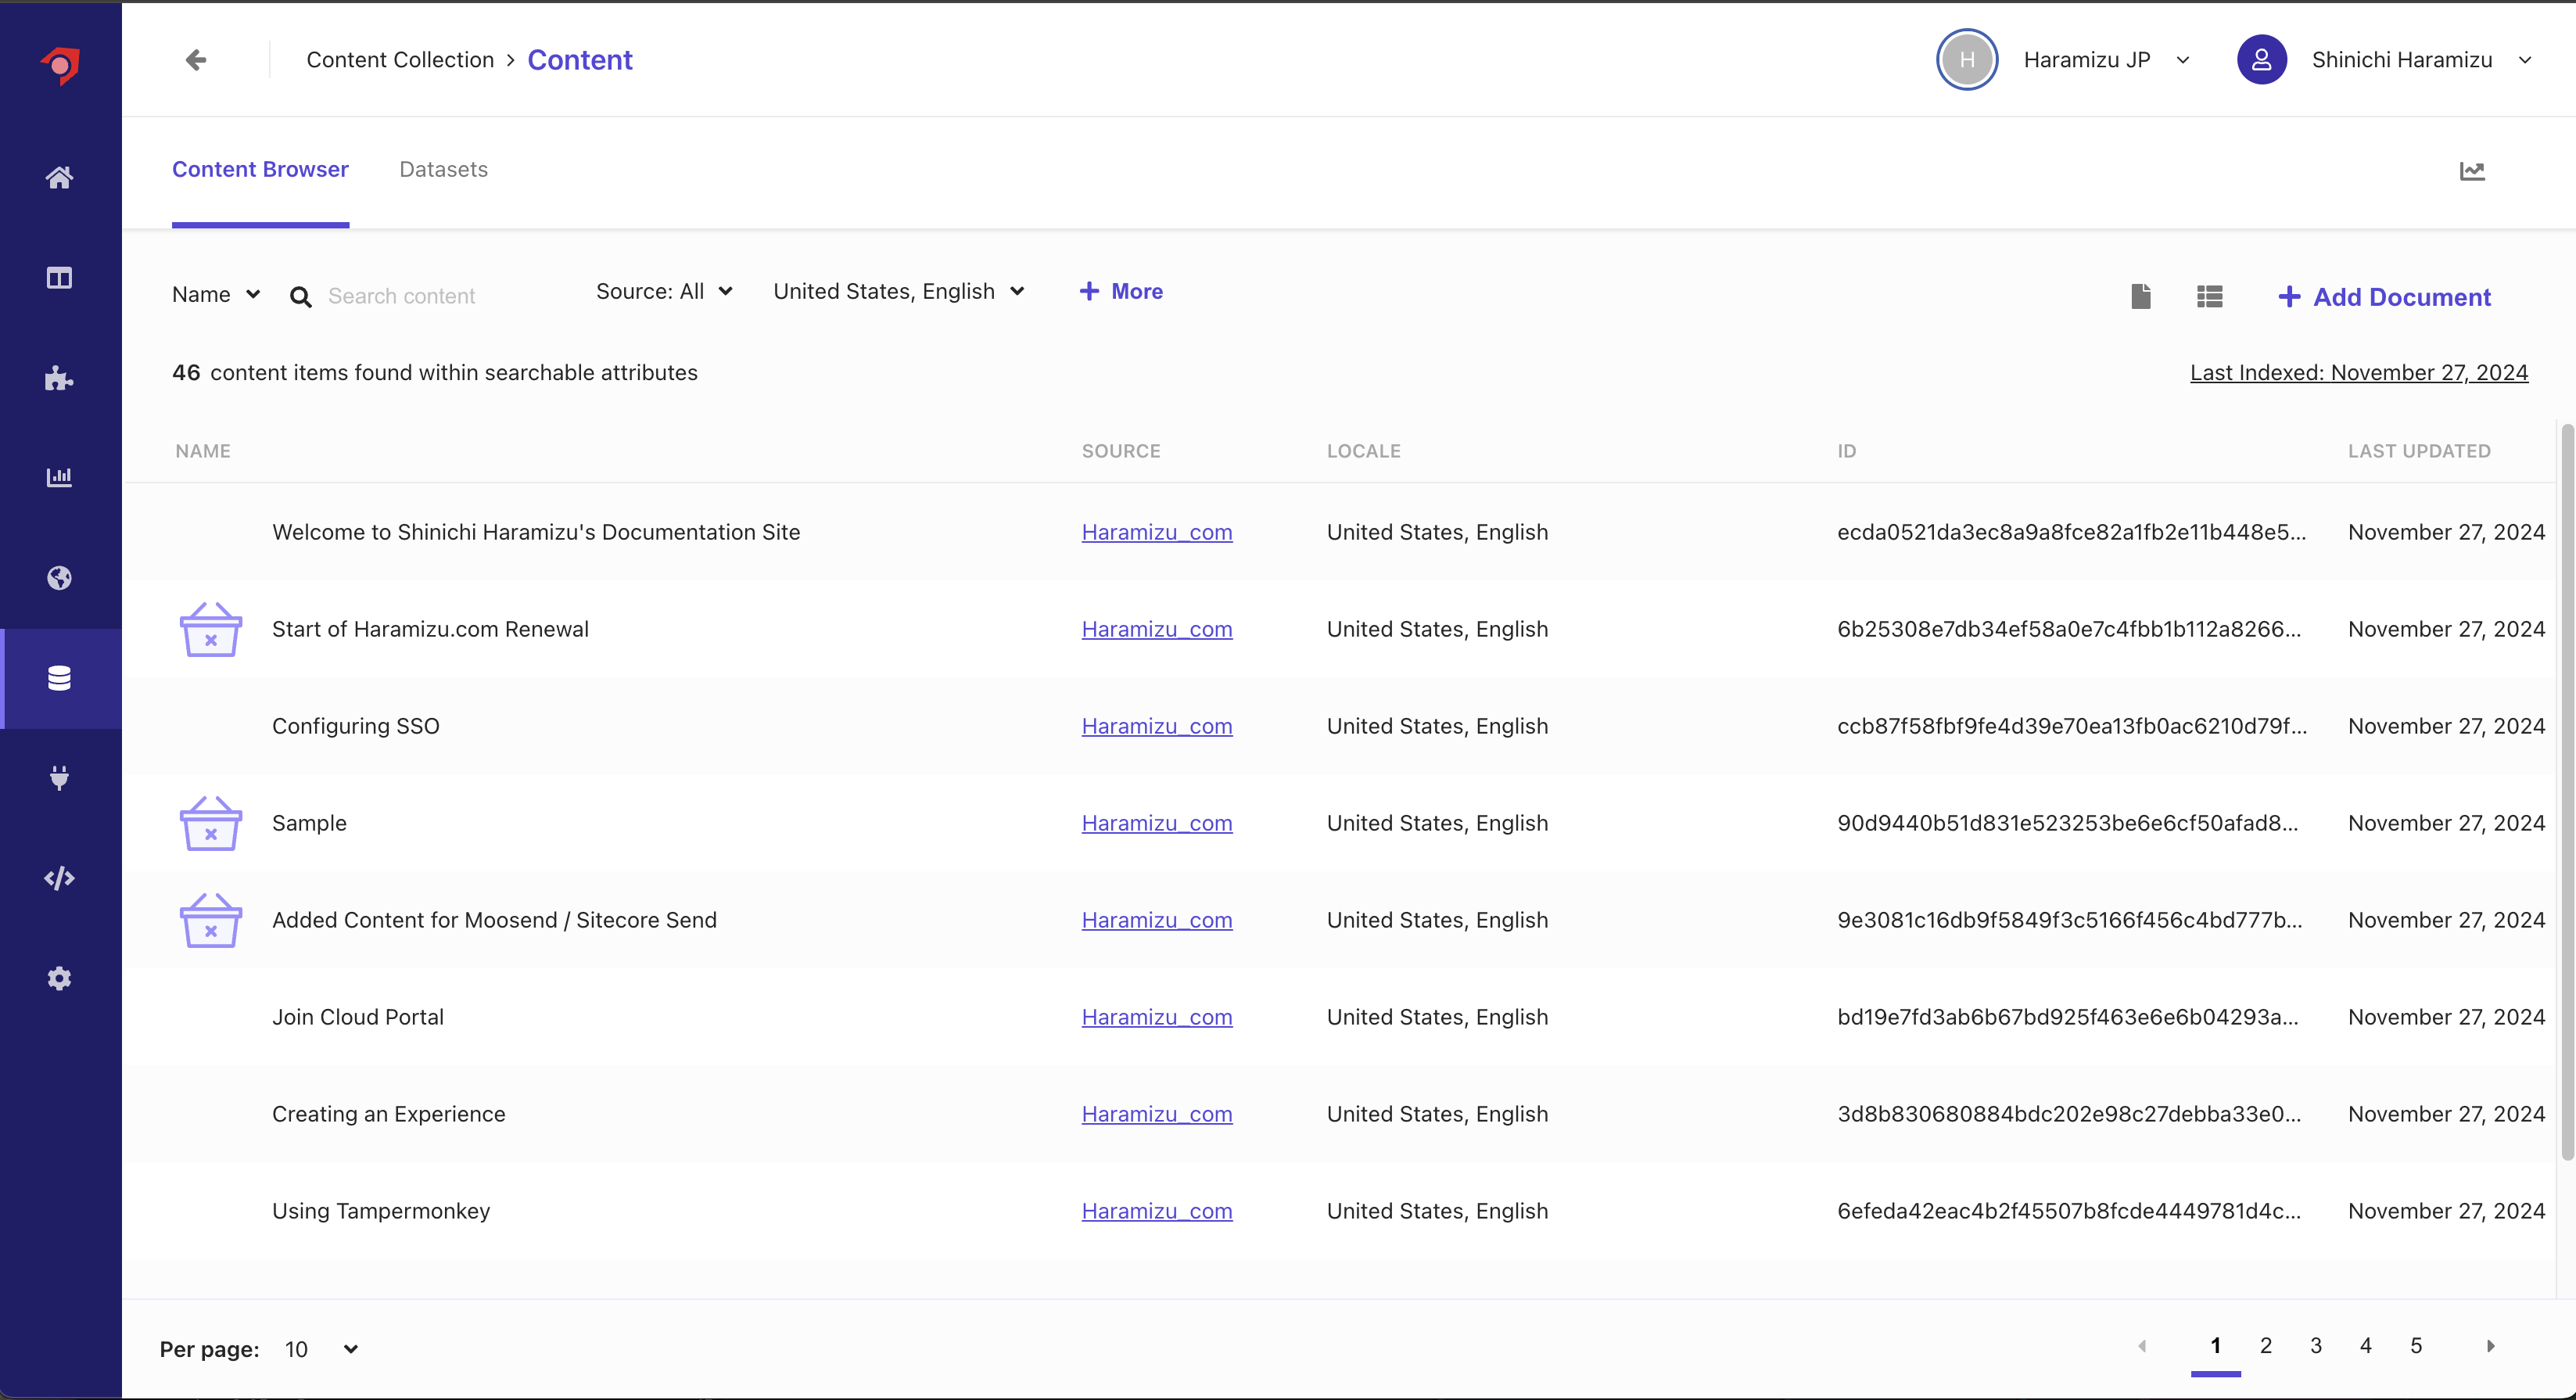 Content Collection › Content
H Haramizu JP Shinichi Haramizu
Content Browser Datasets
Name Search content Source: All United States, English + More + Add Document
46 content items found within searchable attributes Last Indexed: November 27, 2024
NAME SOURCE LOCALE ID LAST UPDATED
Welcome to Shinichi Haramizu's Documentation Site Haramizu_com United States, English ecda0521da3ec8a9a8fce82a1fb2e11b448e5... November 27, 2024
Start of Haramizu.com Renewal Haramizu_com United States, English 6b25308e7db34ef58a0e7c4fbb1b112a8266... November 27, 2024
Configuring SSO Haramizu_com United States, English ccb87f58fbf9fe4d39e70ea13fb0ac6210d79f... November 27, 2024
Sample Haramizu_com United States, English 90d9440b51d831e523253be6e6cf50afad8... November 27, 2024
Added Content for Moosend / Sitecore Send Haramizu_com United States, English 9e3081c16db9f5849f3c5166f456c4bd777b... November 27, 2024
Join Cloud Portal Haramizu_com United States, English bd19e7fd3ab6b67bd925f463e6e6b04293a... November 27, 2024
Creating an Experience Haramizu_com United States, English 3d8b830680884bdc202e98c27debba33e0... November 27, 2024
Using Tampermonkey Haramizu_com United States, English 6efeda42eac4b2f45507b8fcde4449781d4c... November 27, 2024
Per page: 10 1 2 3 4 5